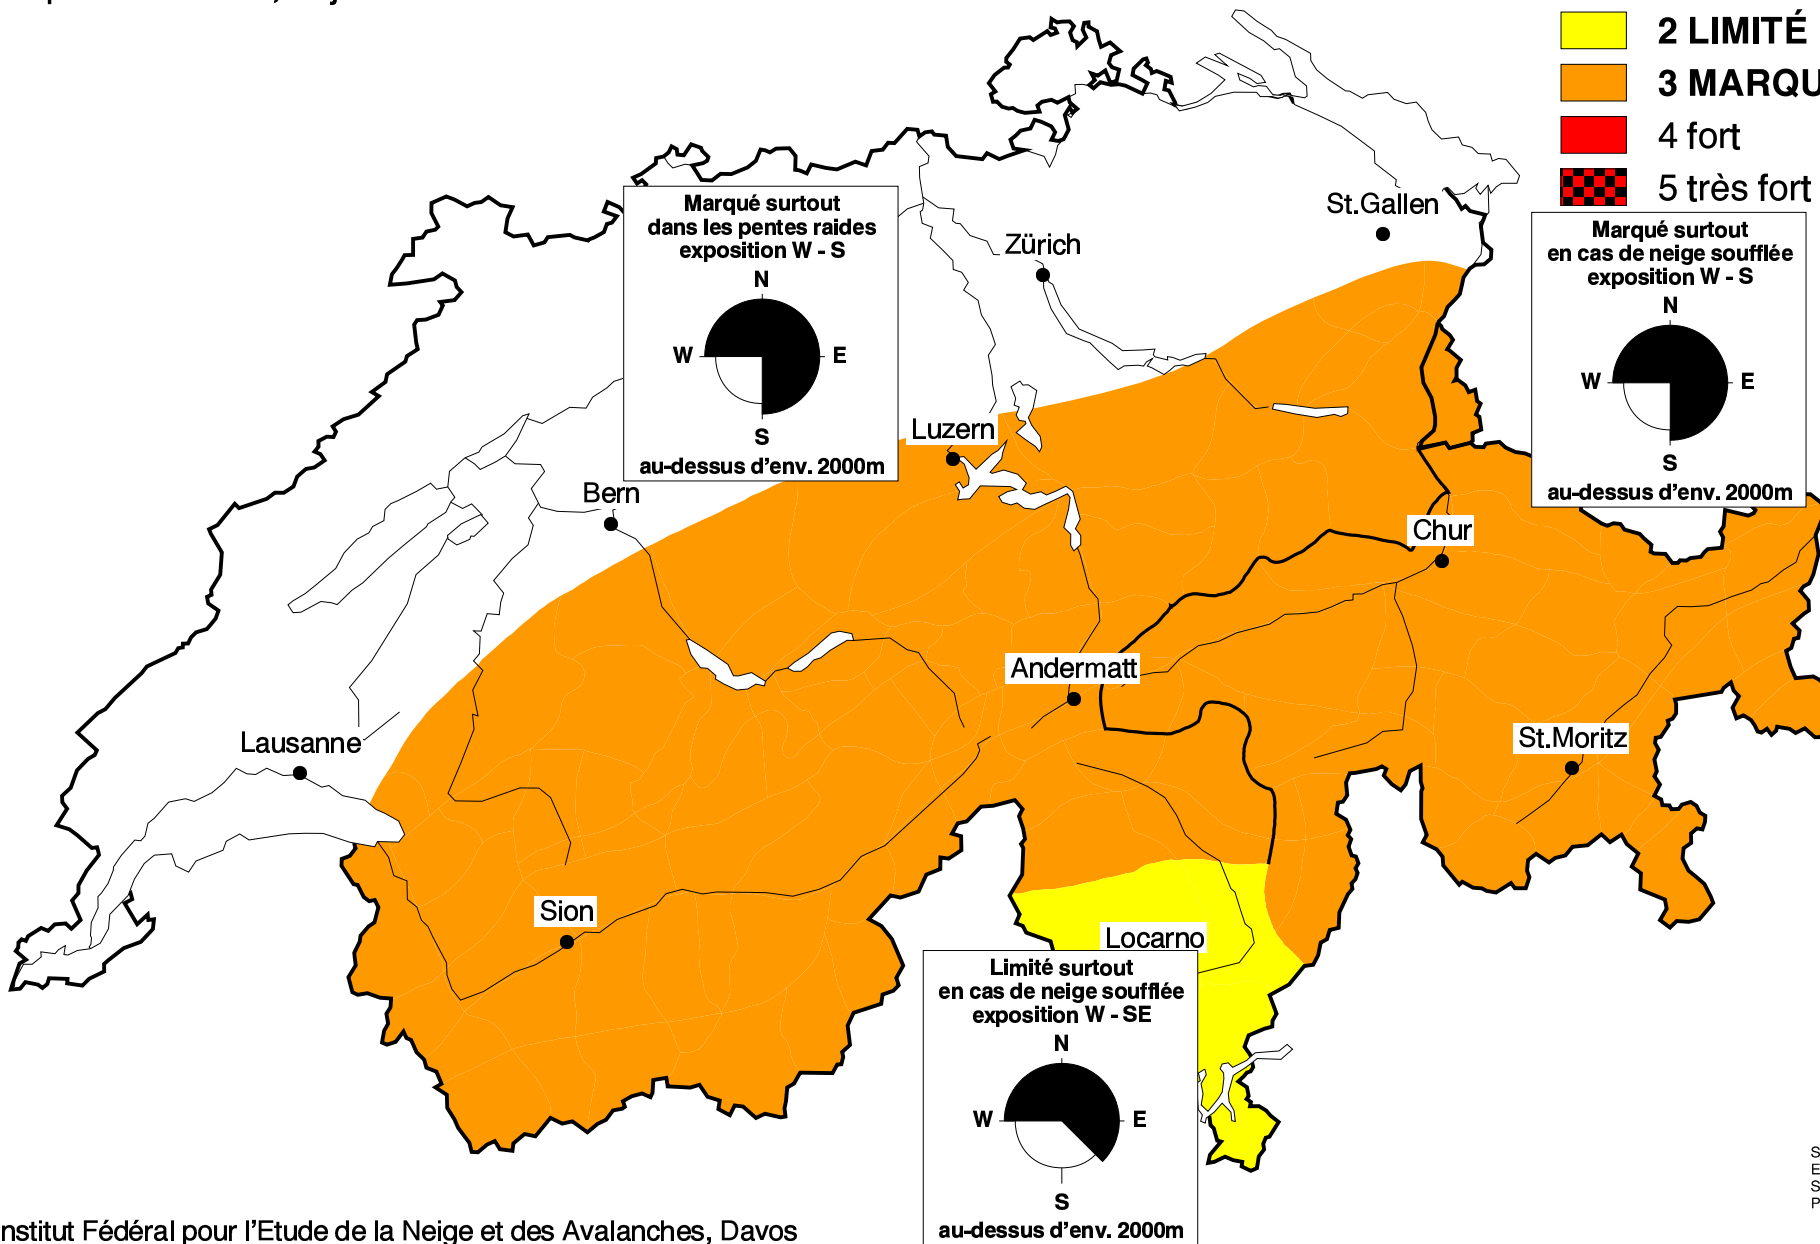 2 LIMITÉ
3 MARQU
4 fort
5 très fort
Marqué surtout
dans les pentes raides
exposition W - S
N
W
E
S
au-dessus d'env. 2000m
Marqué surtout
en cas de neige soufflée
exposition W - S
N
W
E
S
au-dessus d'env. 2000m
St.Gallen
Zürich
Luzern
Bern
Chur
Andermatt
Lausanne
St.Moritz
Sion
Locarno
Limité surtout
en cas de neige soufflée
exposition W - SE
N
W
E
S
au-dessus d'env. 2000m
S
E
S
P
nstitut Fédéral pour l'Etude de la Neige et des Avalanches, Davos